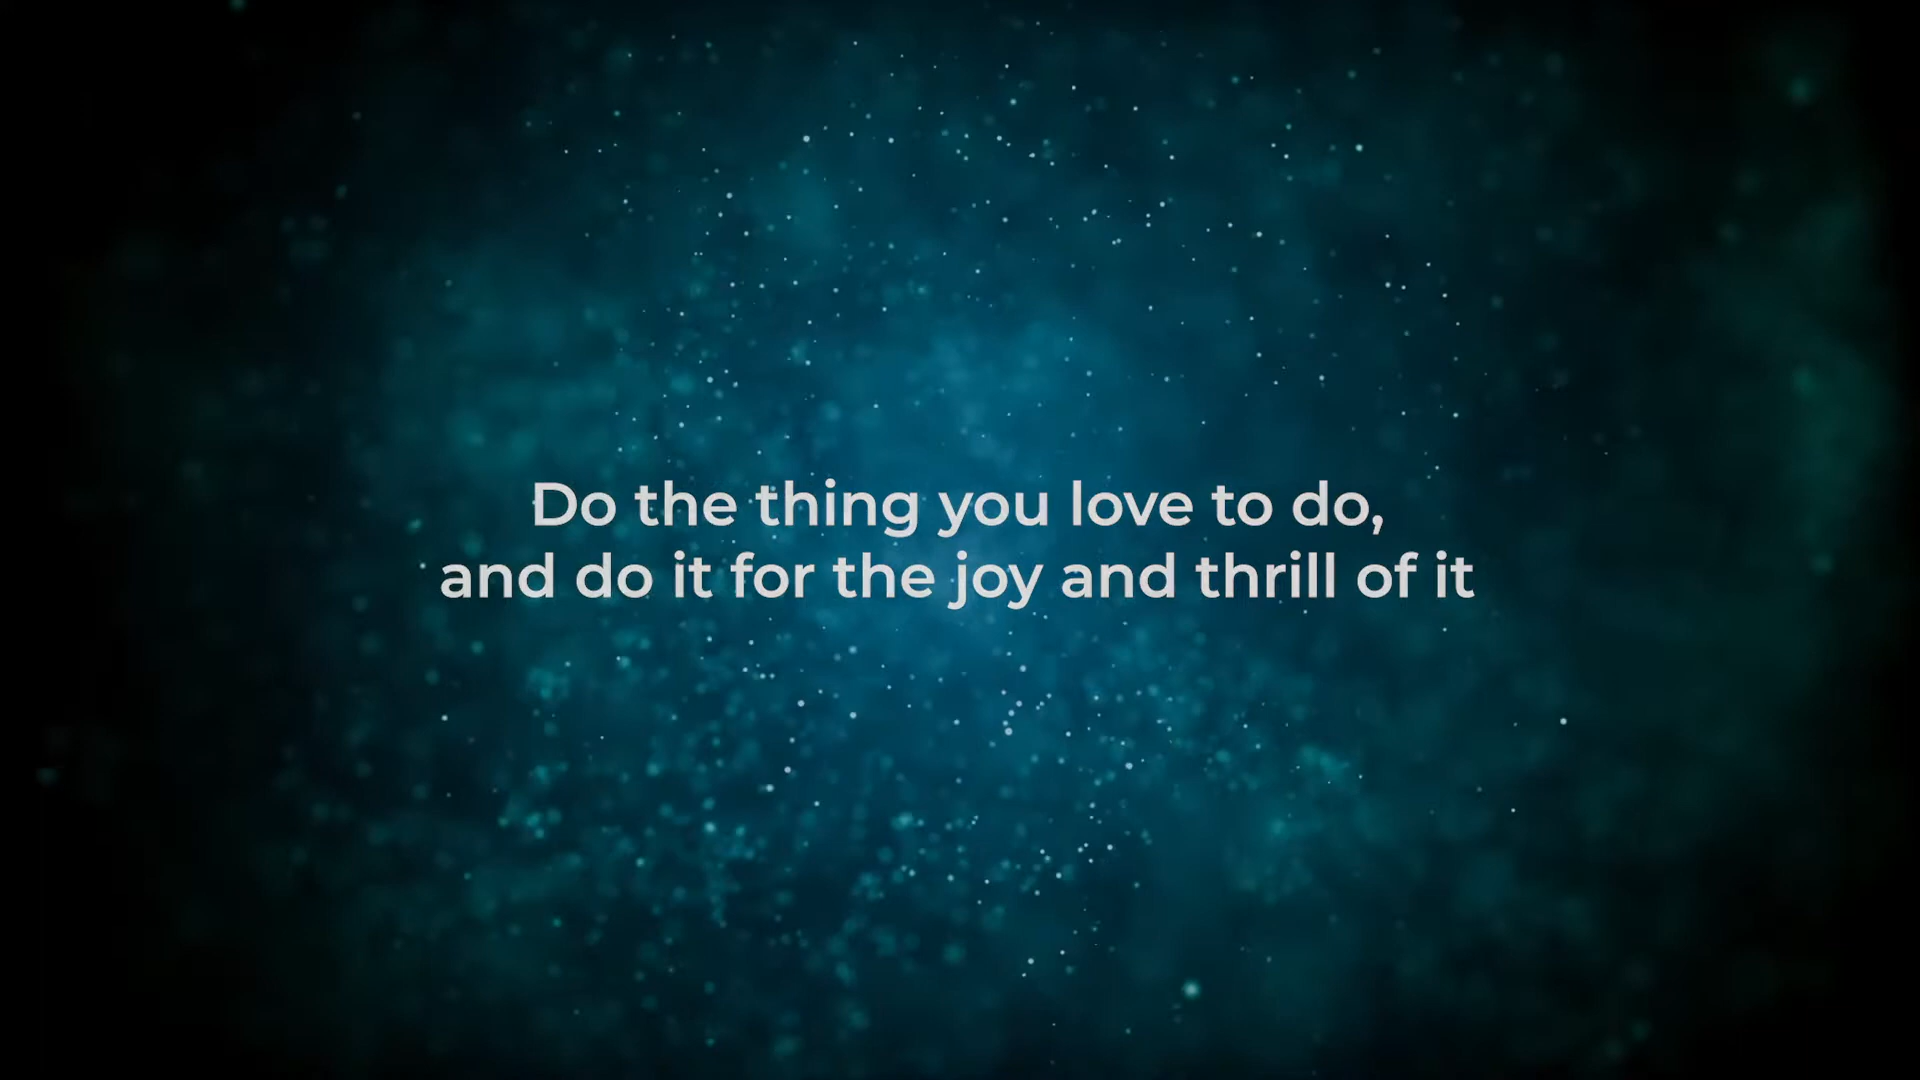 Do the thing you love to do,
and do it for the joy and thrill of it